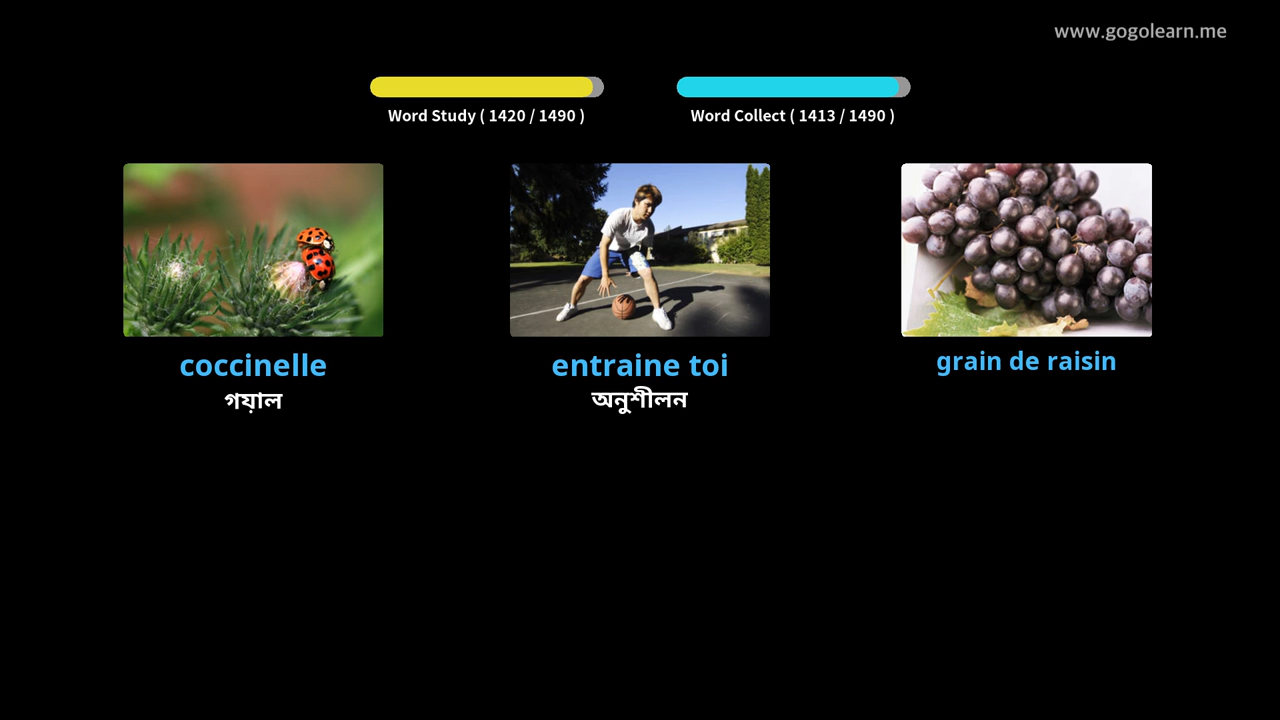 www.gogolearn.me
Word Study ( 1420 / 1490 )
Word Collect ( 1413 / 1490 )
coccinelle
গয়াল
entraine toi
অনুশীলন
grain de raisin